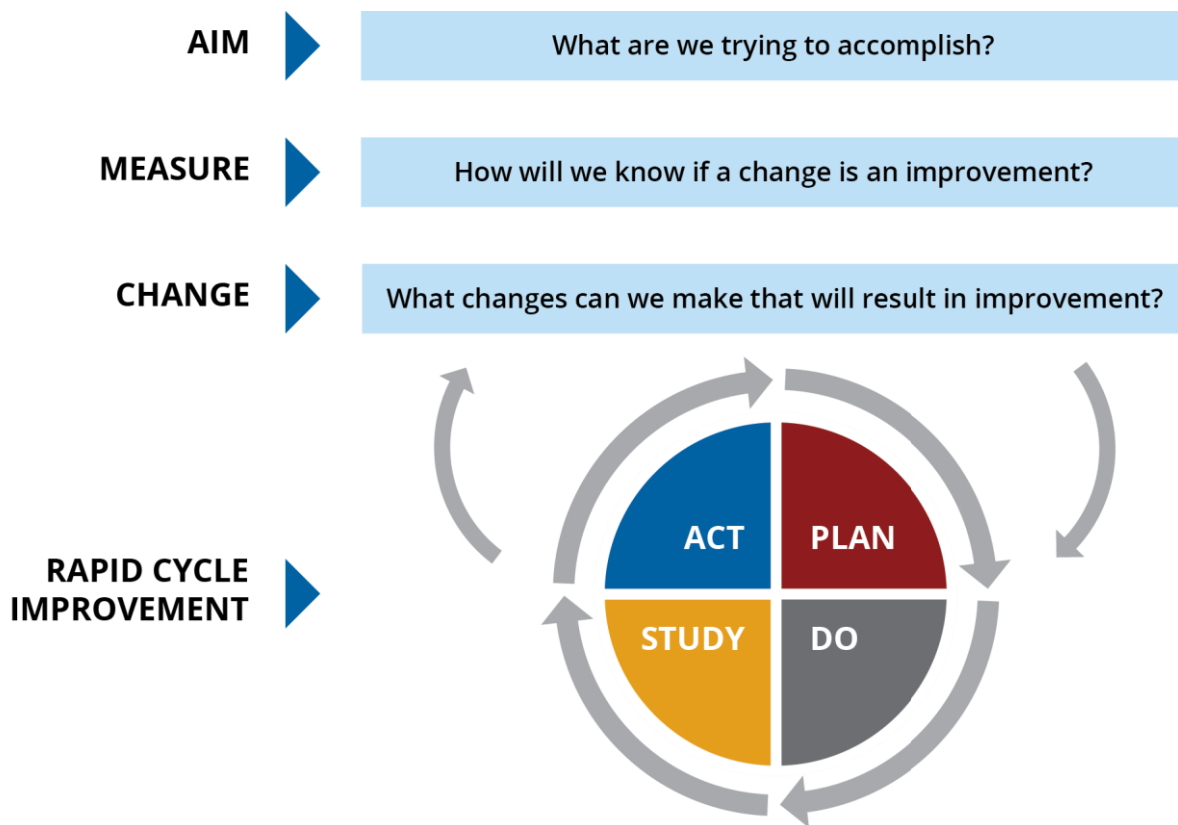 AIM
What are we trying to accomplish?
MEASURE
How will we know if a change is an improvement?
CHANGE
What changes can we make that will result in improvement?
RAPID CYCLE
IMPROVEMENT
ACT
PLAN
STUDY
DO